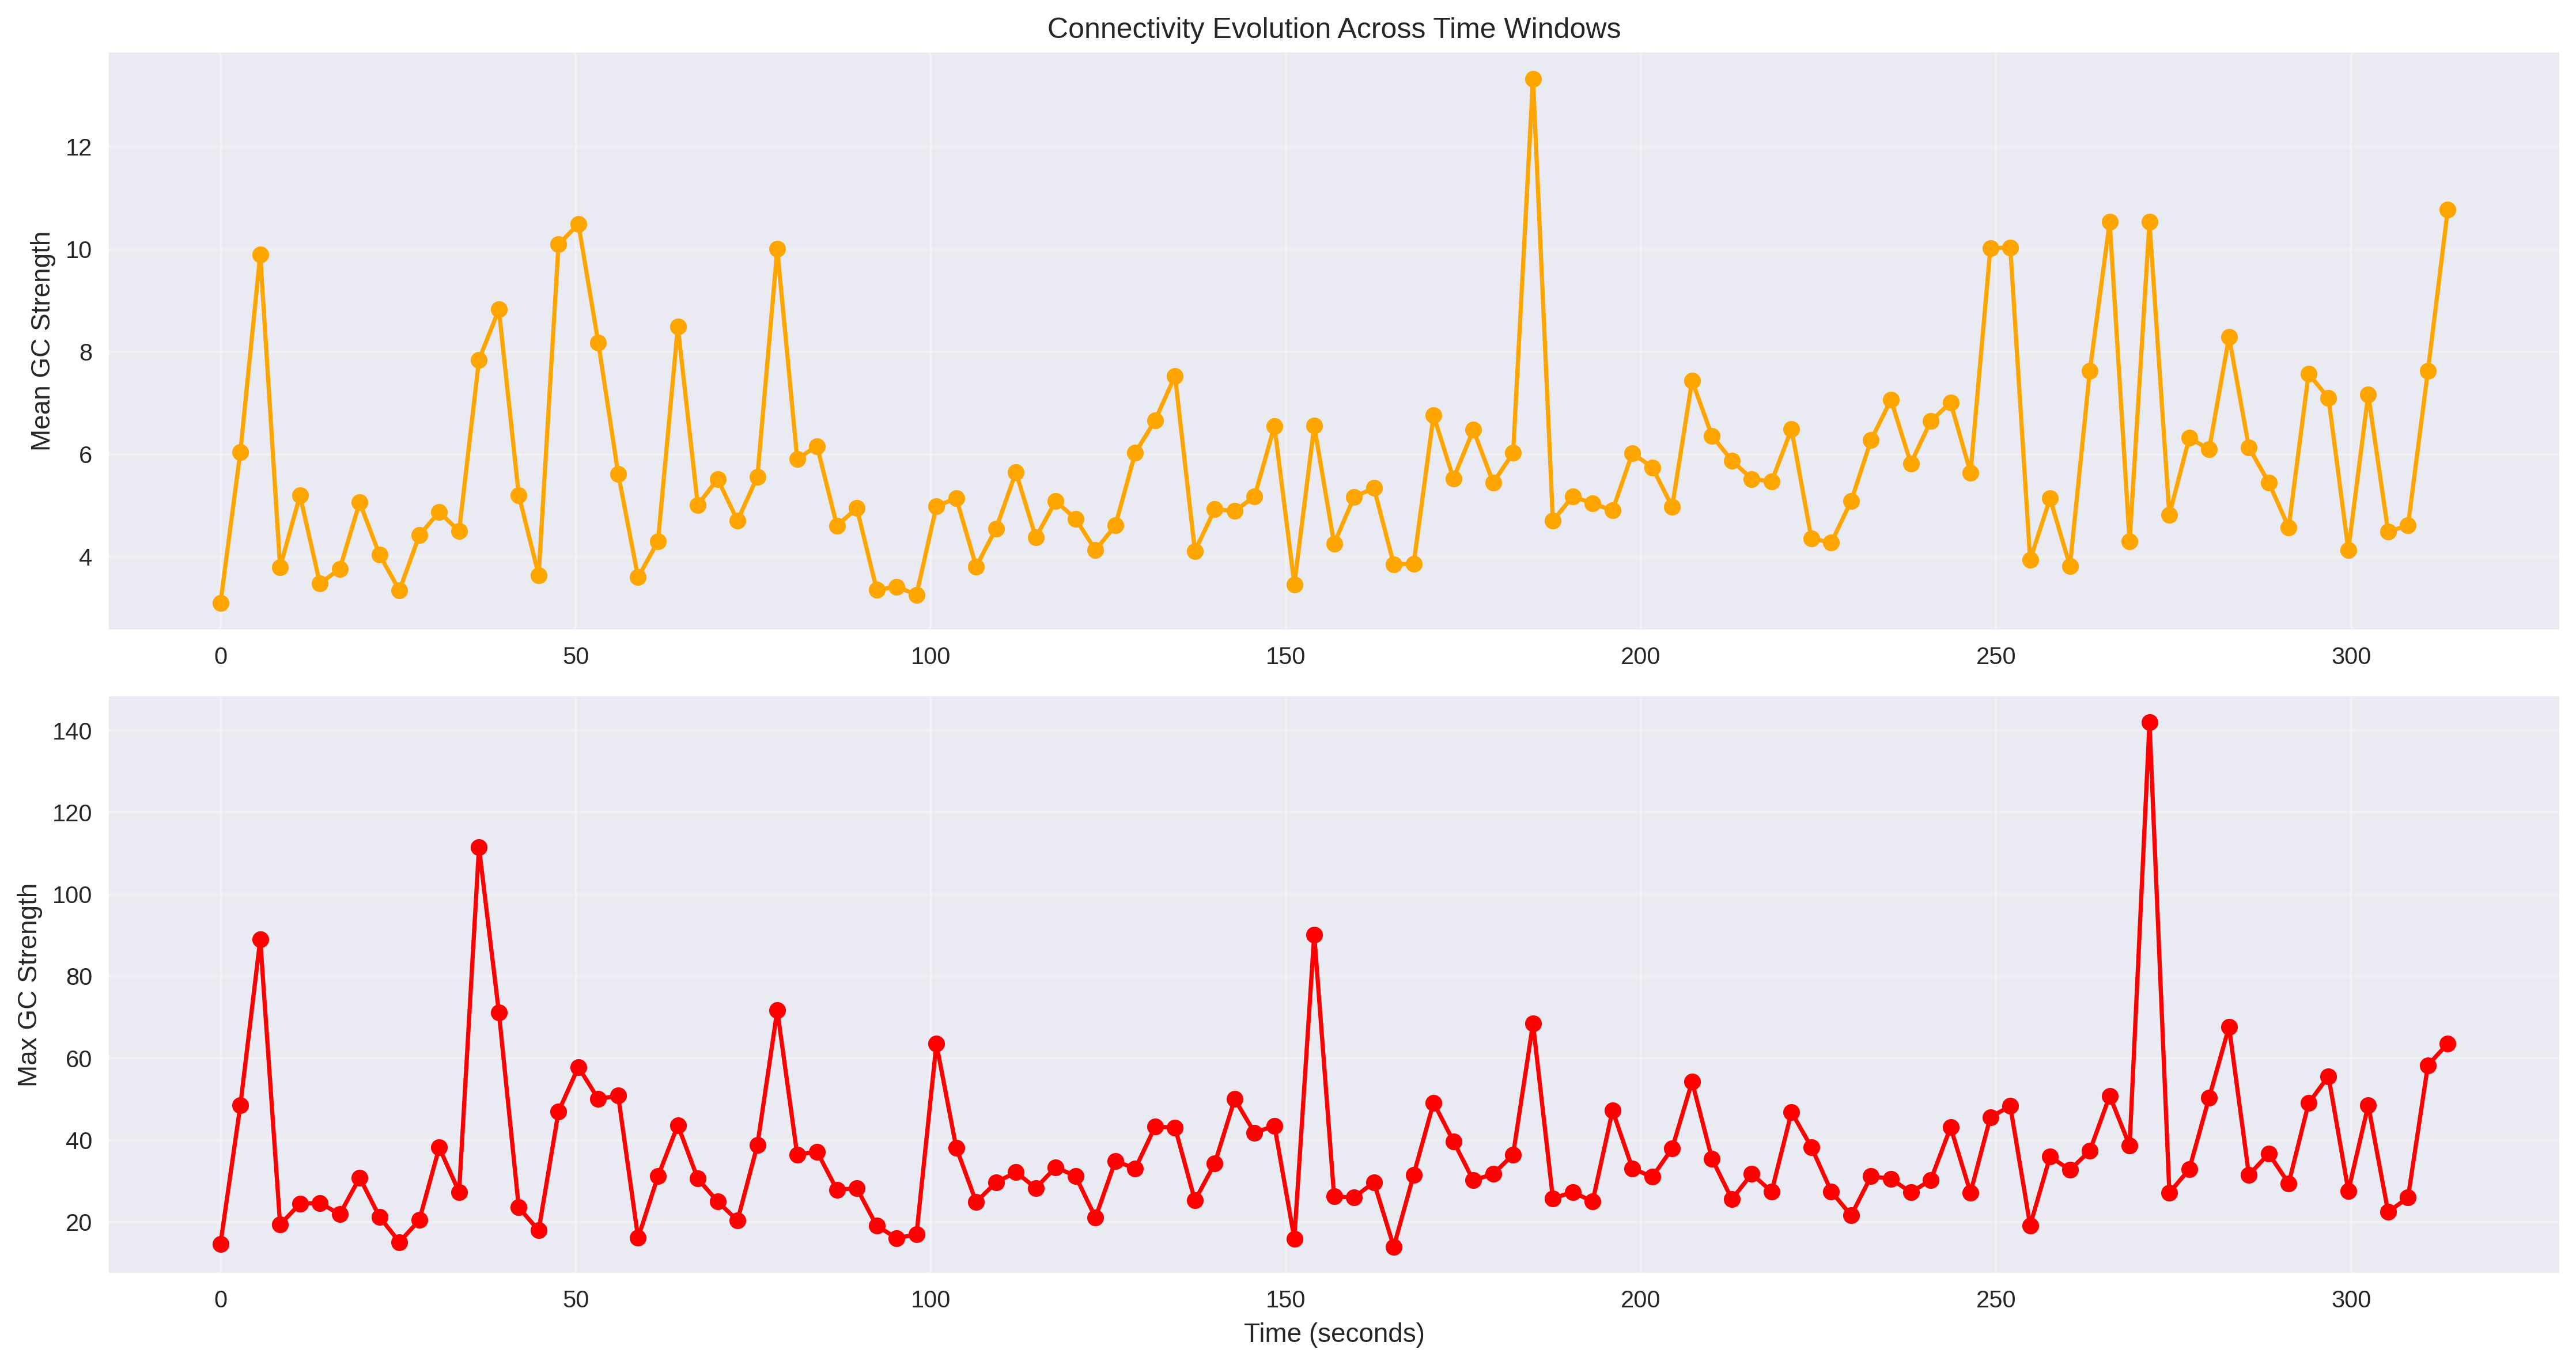 Connectivity Evolution Across Time Windows
Mean GC Strength
12
10
8
6
4
0 50 100 150 200 250 300
Max GC Strength
140
120
100
80
60
40
20
0 50 100 150 200 250 300
Time (seconds)